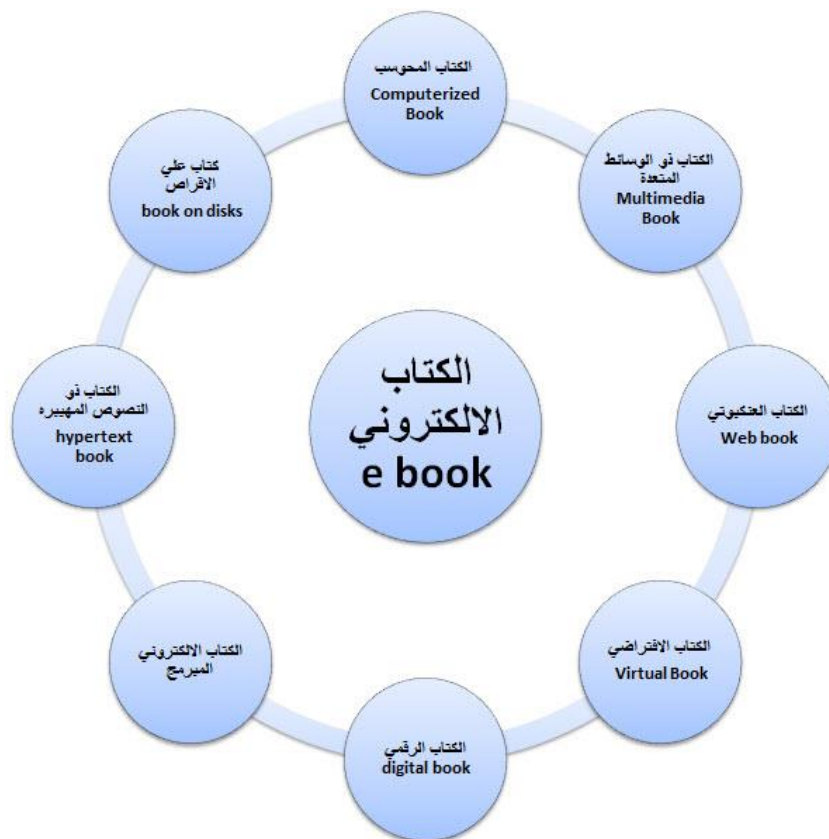 الكتاب المحوسب
Computerized
Book
الكتاب ذو الوسائط
المتعدة
Multimedia
Book
الكتاب العنكبوتي
Web book
الكتاب الافتراضي
Virtual Book
الكتاب الرقمي
digital book
الكتاب الالكتروني
المبرمج
الكتاب ذو
النصوص المهيبره
hypertext
book
كتاب علي
الاقراص
book on disks
الكتاب
الالكتروني
e book